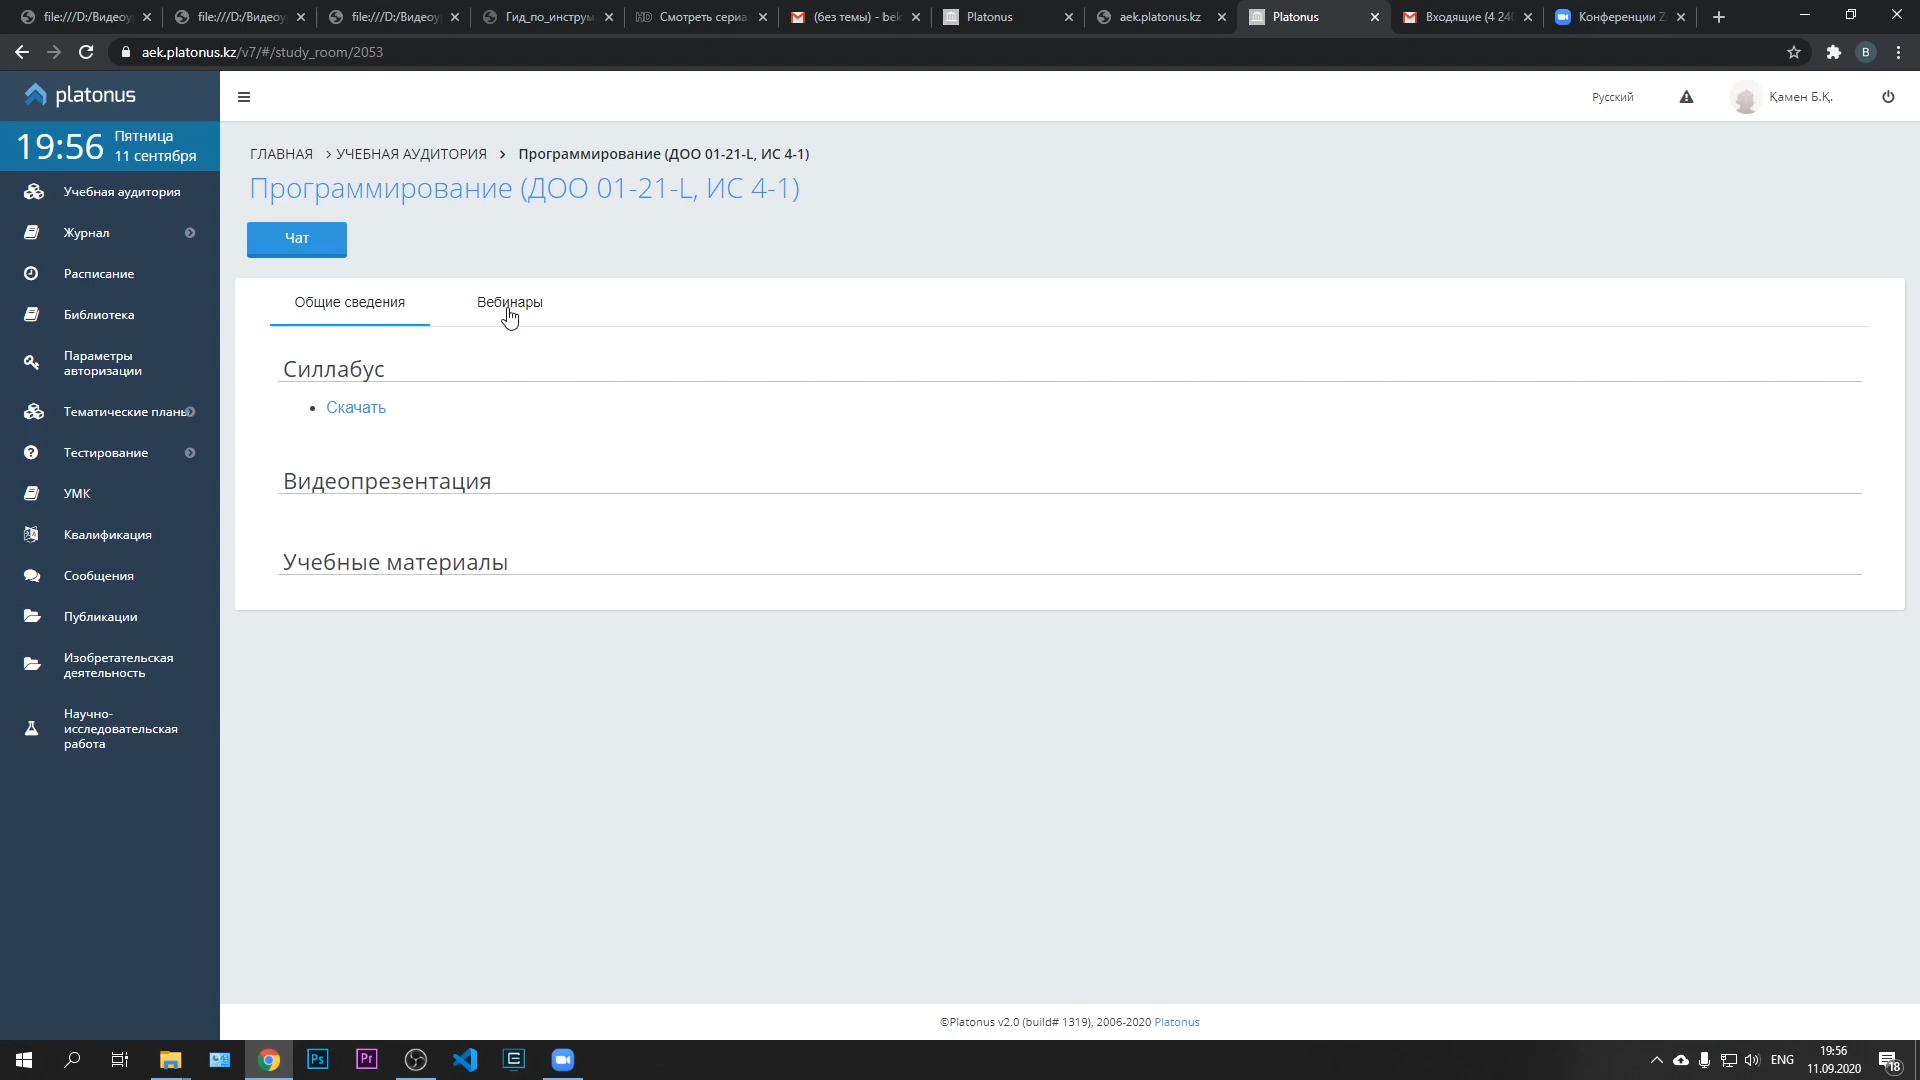 file:///D:/Видеоу
file:///D:/Видеоу
file:///D:/Видеоу
Гид_по_инструм
HD Смотреть сериа
(без темы) - bek
Platonus
aek.platonus.kz
Platonus
Входящие (4 24
Конференции Z
aek.platonus.kz/v7/#/study_room/2053
B
platonus
Русский
Қамен Б.Қ.
19:56
Пятница
11 сентября
ГЛАВНАЯ > УЧЕБНАЯ АУДИТОРИЯ > Программирование (ДОО 01-21-L, ИС 4-1)
Программирование (ДОО 01-21-L, ИС 4-1)
Чат
Учебная аудитория
Журнал
Расписание
Библиотека
Параметры
авторизации
Тематические планы
Тестирование
УМК
Квалификация
Сообщения
Публикации
Изобретательская
деятельность
Научно-
исследовательская
работа
Общие сведения
Вебинары
Силлабус
• Скачать
Видеопрезентация
Учебные материалы
©Platonus v2.0 (build# 1319), 2006-2020 Platonus
Ps
Pr
ENG
19:56
11.09.2020
18